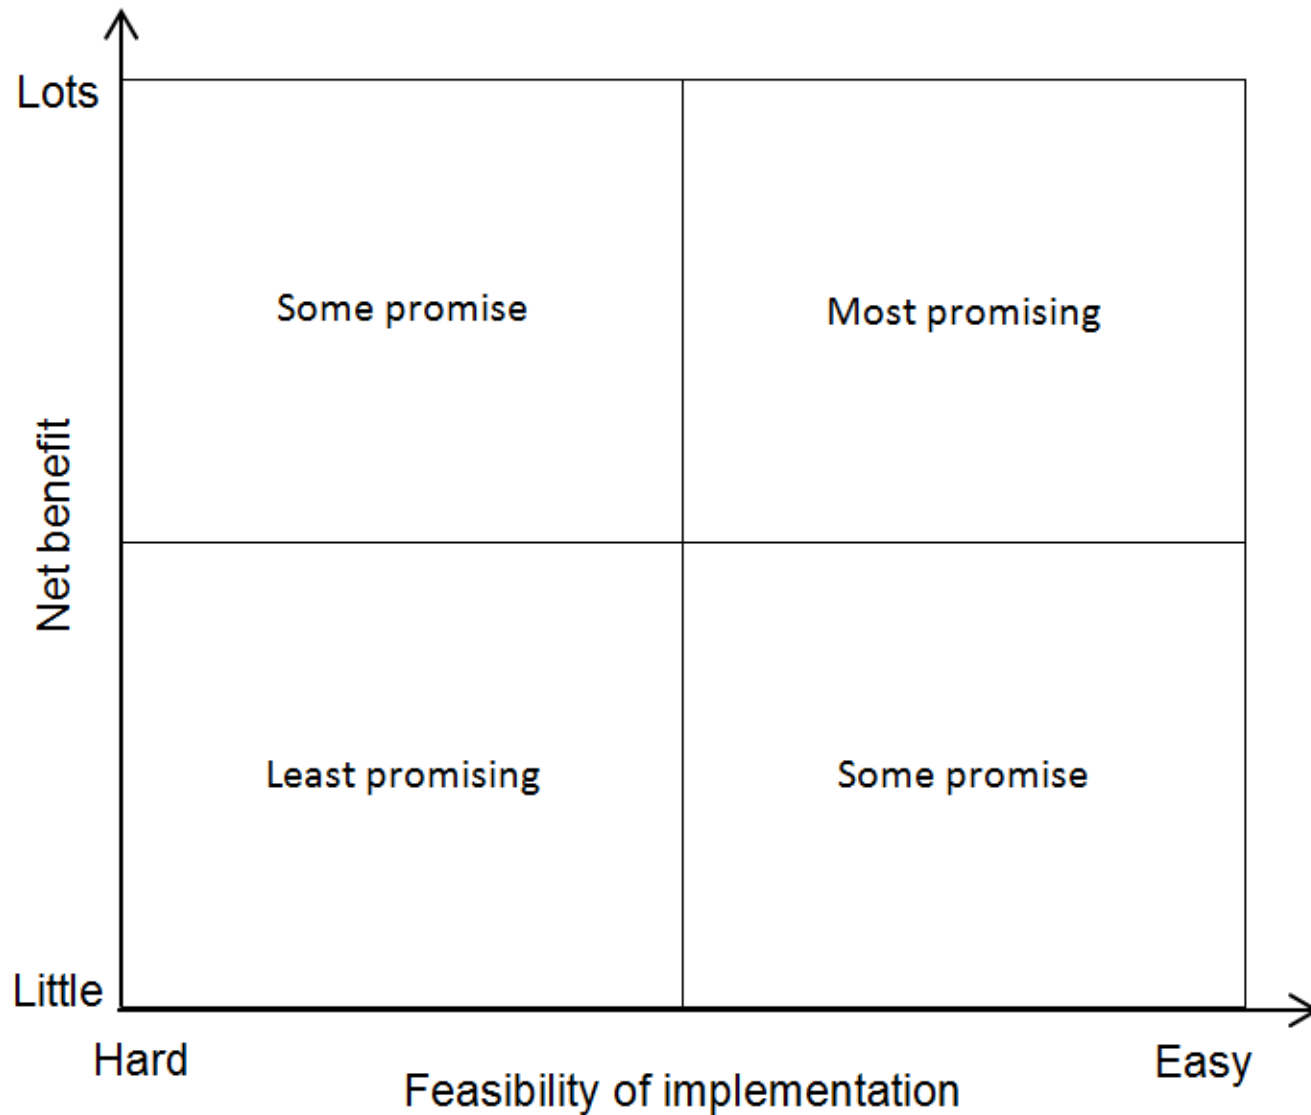 Lots
Some promise
Most promising
Net benefit
Least promising
Some promise
Little
Hard
Easy
Feasibility of implementation